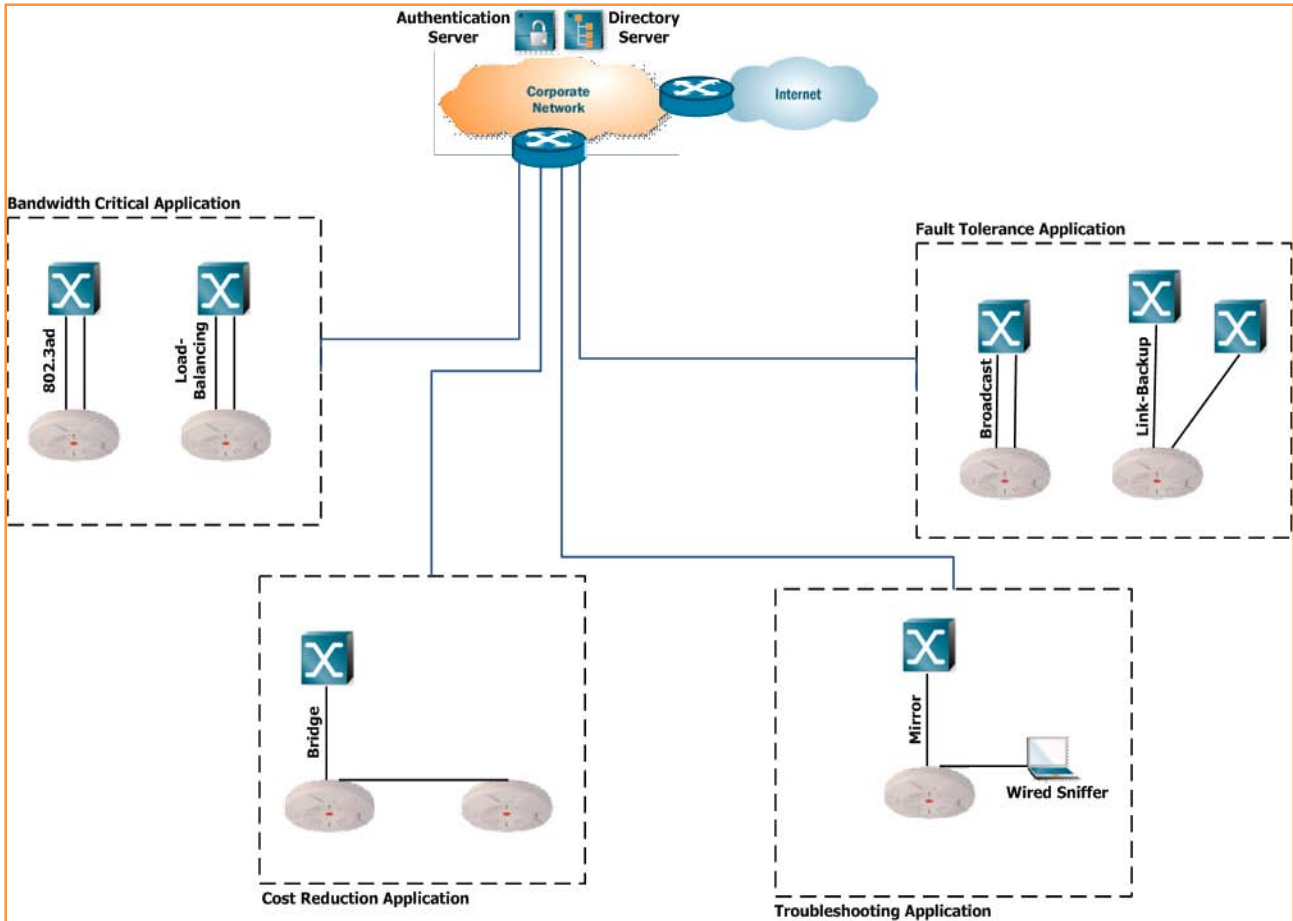 Authentication
Server
Directory
Server
Corporate
Network
Internet
Bandwidth Critical Application
802.3ad
Load-
Balancing
Fault Tolerance Application
Broadcast
Link-Backup
Bridge
Cost Reduction Application
Mirror
Wired Sniffer
Troubleshooting Application